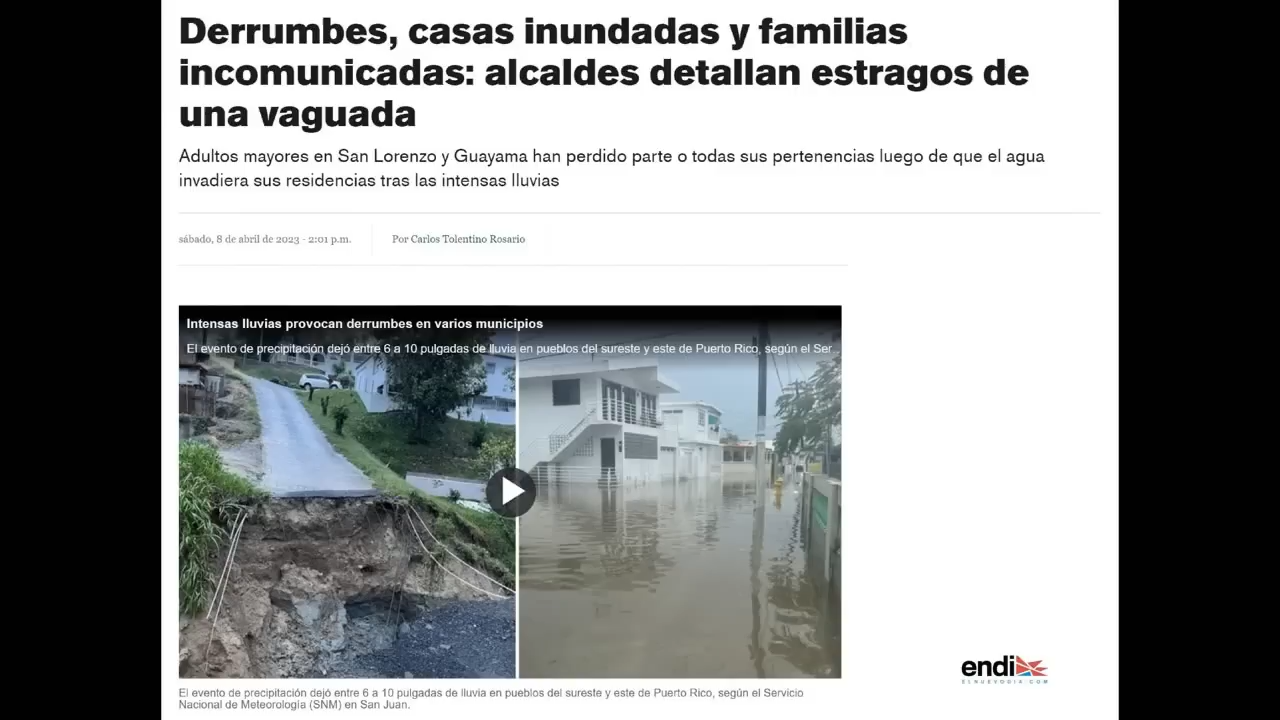 Derrumbes, casas inundadas y familias
incomunicadas: alcaldes detallan estragos de
una vaguada
Adultos mayores en San Lorenzo y Guayama han perdido parte o todas sus pertenencias luego de que el agua
invadiera sus residencias tras las intensas lluvias
sábado, 8 de abril de 2023 - 2:01 p.m.
Por Carlos Tolentino Rosario
Intensas lluvias provocan derrumbes en varios municipios
El evento de precipitación dejó entre 6 a 10 pulgadas de lluvia en pueblos del sureste y este de Puerto Rico, según el Ser...
El evento de precipitación dejó entre 6 a 10 pulgadas de lluvia en pueblos del sureste y este de Puerto Rico, según el Servicio
Nacional de Meteorología (SNM) en San Juan.
endi
ELNUEVODIA.COM